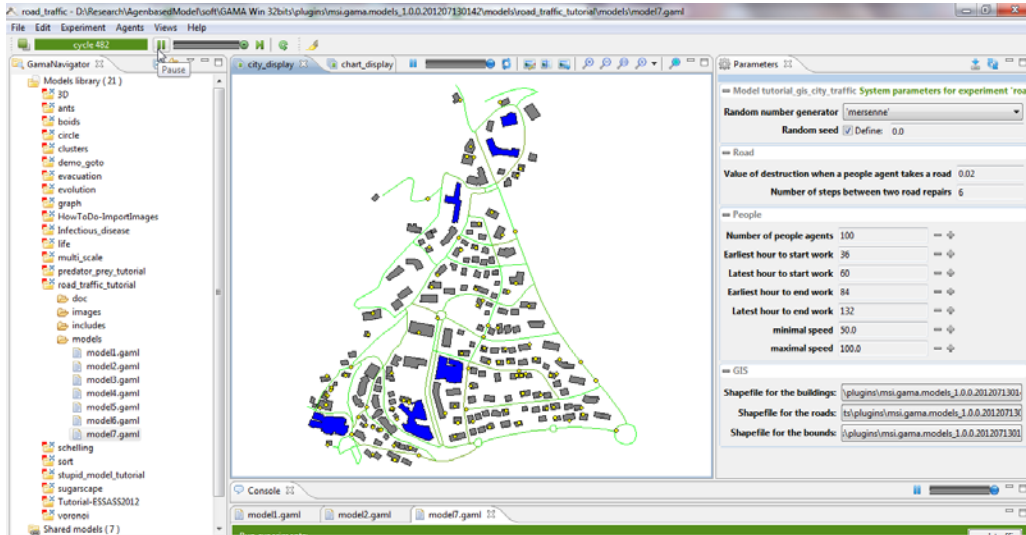 road_traffic - D:\Research\AgenbasedModel\soft\GAMA Win 32bits\plugins\msi.gama.models_1.0.0.201207130142\models\road_traffic_tutorial\models\model7.gaml
File Edit Experiment Agents Views Help
cycle 482
Pause
GamaNavigator
Models library ( 21 )
3D
ants
boids
circle
clusters
demo_goto
evacuation
evolution
graph
HowToDo-ImportImages
Infectious_disease
life
multi_scale
predator_prey_tutorial
road_traffic_tutorial
doc
images
includes
models
model1.gaml
model2.gaml
model3.gaml
model4.gaml
model5.gaml
model6.gaml
model7.gaml
schelling
sort
stupid_model_tutorial
sugarscape
Tutorial-ESSASS2012
voronoi
Shared models ( 7 )
city_display chart_display
Console
model1.gaml model2.gaml model7.gaml
Parameters
Model tutorial_gis_city_traffic System parameters for experiment 'roa
Random number generator 'mersenne'
Random seed Define: 0.0
Road
Value of destruction when a people agent takes a road 0.02
Number of steps between two road repairs 6
People
Number of people agents 100
Earliest hour to start work 36
Latest hour to start work 60
Earliest hour to end work 84
Latest hour to end work 132
minimal speed 50.0
maximal speed 100.0
GIS
Shapefile for the buildings: \plugins\msi.gama.models_1.0.0.201207130
Shapefile for the roads: ts\plugins\msi.gama.models_1.0.0.20120713
Shapefile for the bounds: \plugins\msi.gama.models_1.0.0.2012071301